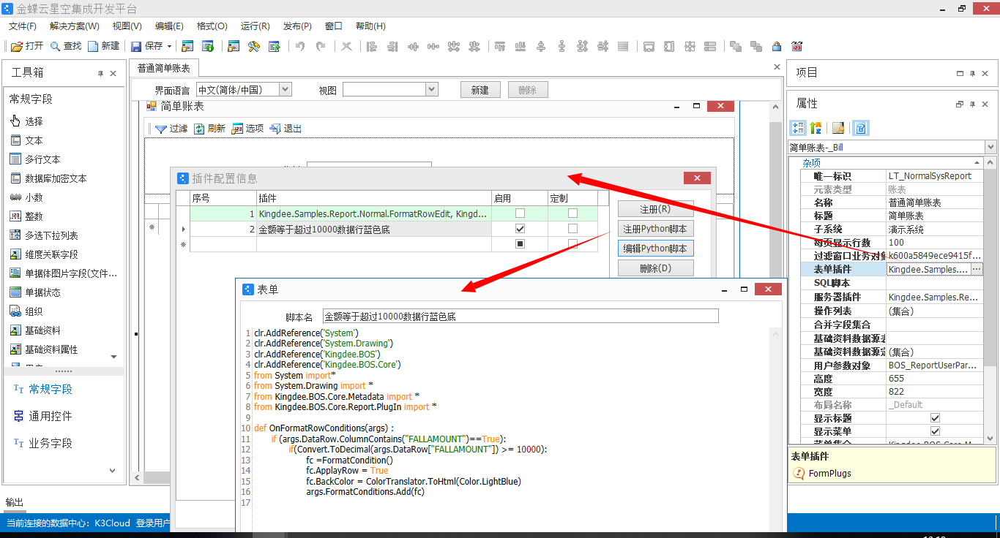 金蝶云星空集成开发平台
文件(F) 解决方案(W) 视图(V) 编辑(E) 格式(O) 运行(R) 发布(P) 窗口 帮助(H)
打开 查找 新建 保存
工具箱
常规字段
选择
文本
多行文本
数据库加密文本
小数
整数
多选下拉列表
维度关联字段
单据体图片字段(文件...
单据状态
组织
基础资料
基础资料属性
常规字段
通用控件
业务字段
输出
当前连接的数据中心: K3Cloud 登录用户
普通简单账表
界面语言 中文(简体/中国) 视图 新建 删除
简单账表
过滤 刷新 选项 退出
插件配置信息
序号 插件 启用 定制
1 Kingdee.Samples.Report.Normal.FormatRowEdit, Kingd...
2 金额等于超过10000数据行蓝色底
注册(R)
注册Python脚本
编辑Python脚本
删除(D)
表单
脚本名 金额等于超过10000数据行蓝色底
1 clr.AddReference('System')
2 clr.AddReference('System.Drawing')
3 clr.AddReference('Kingdee.BOS')
4 clr.AddReference('Kingdee.BOS.Core')
5 from System import*
6 from System.Drawing import *
7 from Kingdee.BOS.Core.Metadata import *
8 from Kingdee.BOS.Core.Report.PlugIn import *
9
10 def OnFormatRowConditions(args) :
11 if (args.DataRow.ColumnContains("FALLAMOUNT")==True):
12 if(Convert.ToDecimal(args.DataRow["FALLAMOUNT"]) >= 10000):
13 fc =FormatCondition()
14 fc.ApplayRow = True
15 fc.BackColor = ColorTranslator.ToHtml(Color.LightBlue)
16 args.FormatConditions.Add(fc)
17
项目
属性
简单账表-_Bill
杂项
唯一标识 LT_NormalSysReport
元素类型 账表
名称 普通简单账表
标题 简单账表
子系统 演示系统
每页显示行数 100
过滤窗口业务对象 k600a5849ece9415f...
表单插件 Kingdee.Samples.... ...
SQL脚本
服务器插件 Kingdee.Samples.Re...
操作列表 (集合)
合并字段集合
基础资料数据源表
基础资料数据源定 (集合)
用户参数对象 BOS_ReportUserPar...
高度 655
宽度 822
布局名称 _Default
显示标题
显示菜单
表单插件
FormPlugs